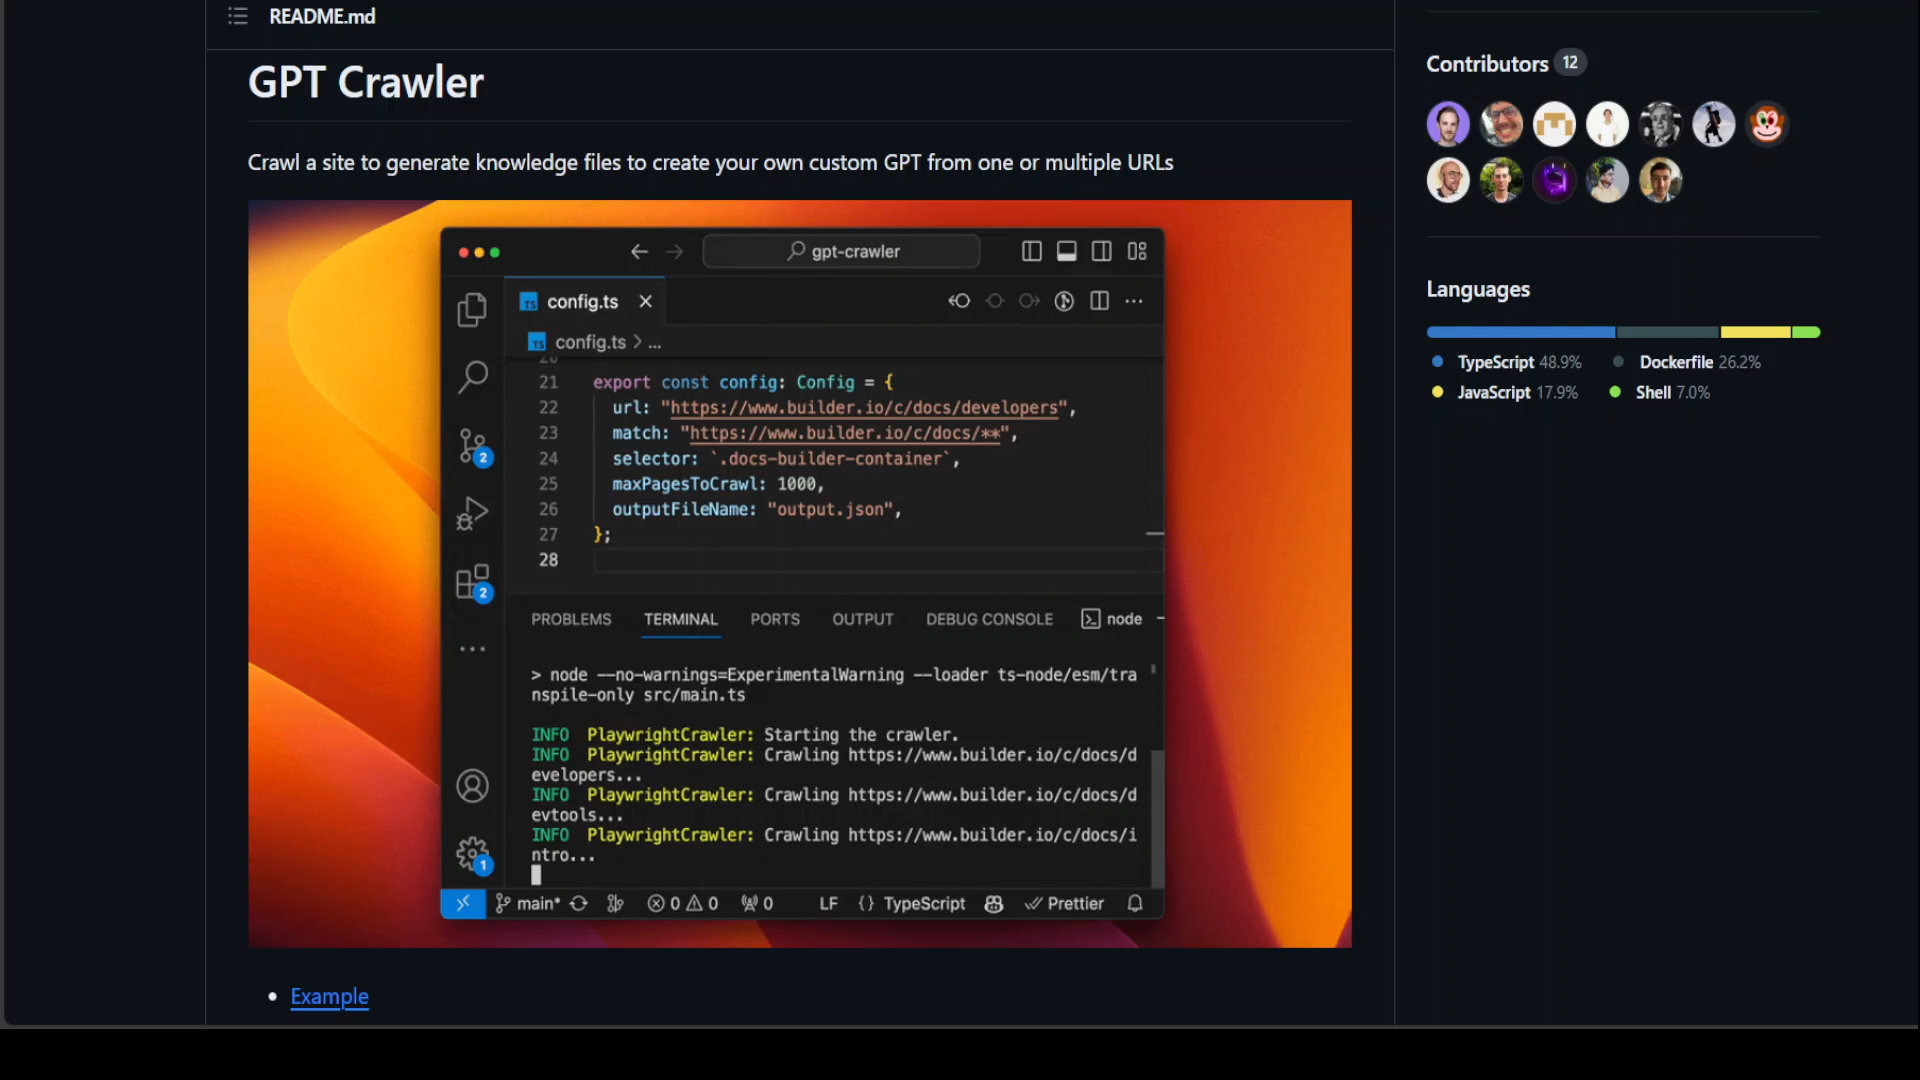 README.md
GPT Crawler
Crawl a site to generate knowledge files to create your own custom GPT from one or multiple URLs
gpt-crawler
TS config.ts
TS config.ts > ...
20
21 export const config: Config = {
22 url: "https://www.builder.io/c/docs/developers",
23 match: "https://www.builder.io/c/docs/**",
24 selector: `.docs-builder-container`,
25 maxPagesToCrawl: 1000,
26 outputFileName: "output.json",
27 };
28
2
2
PROBLEMS TERMINAL PORTS OUTPUT DEBUG CONSOLE node
> node --no-warnings=ExperimentalWarning --loader ts-node/esm/tra
nspile-only src/main.ts
INFO PlaywrightCrawler: Starting the crawler.
INFO PlaywrightCrawler: Crawling https://www.builder.io/c/docs/d
evelopers...
INFO PlaywrightCrawler: Crawling https://www.builder.io/c/docs/d
evtools...
INFO PlaywrightCrawler: Crawling https://www.builder.io/c/docs/i
ntro...
1
main* 0 0 0 LF {} TypeScript Prettier
Example
Contributors 12
Languages
TypeScript 48.9% Dockerfile 26.2%
JavaScript 17.9% Shell 7.0%